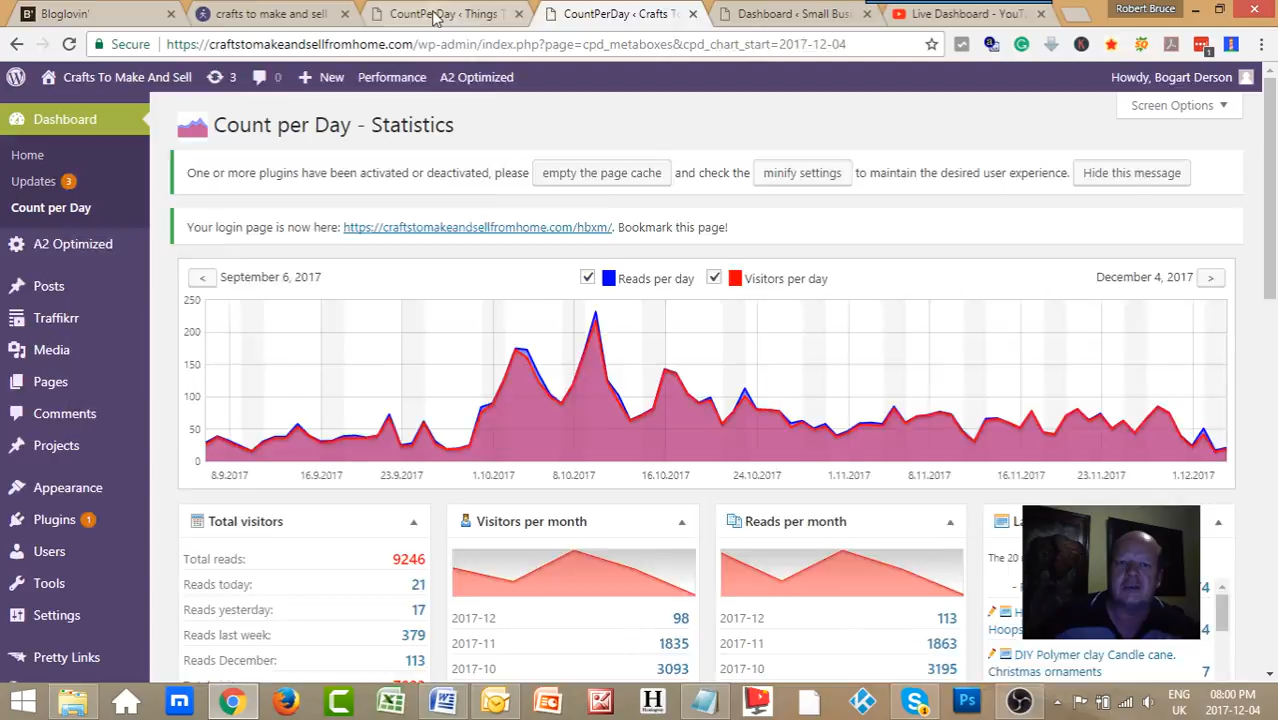 Bloglovin'
crafts to make and sell
CountPerDay ‹ Things T
CountPerDay ‹ Crafts To
Dashboard ‹ Small Bus
Live Dashboard - YouTu
Robert Bruce
Secure
https://craftstomakeandsellfromhome.com/wp-admin/index.php?page=cpd_metaboxes&cpd_chart_start=2017-12-04
Crafts To Make And Sell
3
0
New
Performance
A2 Optimized
Howdy, Bogart Derson
Dashboard
Home
Updates 3
Count per Day
A2 Optimized
Posts
Traffikrr
Media
Pages
Comments
Projects
Appearance
Plugins 1
Users
Tools
Settings
Pretty Links
Screen Options
Count per Day - Statistics
One or more plugins have been activated or deactivated, please empty the page cache and check the minify settings to maintain the desired user experience. Hide this message
Your login page is now here: https://craftstomakeandsellfromhome.com/hbxm/. Bookmark this page!
< September 6, 2017
Reads per day
Visitors per day
December 4, 2017 >
250
200
150
100
50
0
8.9.2017 16.9.2017 23.9.2017 1.10.2017 8.10.2017 16.10.2017 24.10.2017 1.11.2017 8.11.2017 16.11.2017 23.11.2017 1.12.2017
Total visitors
Total reads: 9246
Reads today: 21
Reads yesterday: 17
Reads last week: 379
Reads December: 113
Visitors per month
2017-12 98
2017-11 1835
2017-10 3093
Reads per month
2017-12 113
2017-11 1863
2017-10 3195
The 20
4
Hoops
4
DIY Polymer clay Candle cane.
Christmas ornaments 7
ENG
UK
08:00 PM
2017-12-04